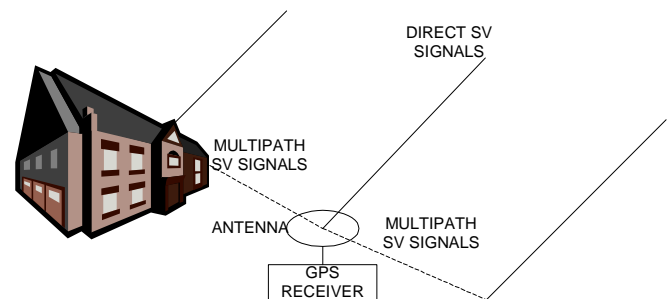 DIRECT SV
SIGNALS
MULTIPATH
SV SIGNALS
ANTENNA
MULTIPATH
SV SIGNALS
GPS
RECEIVER